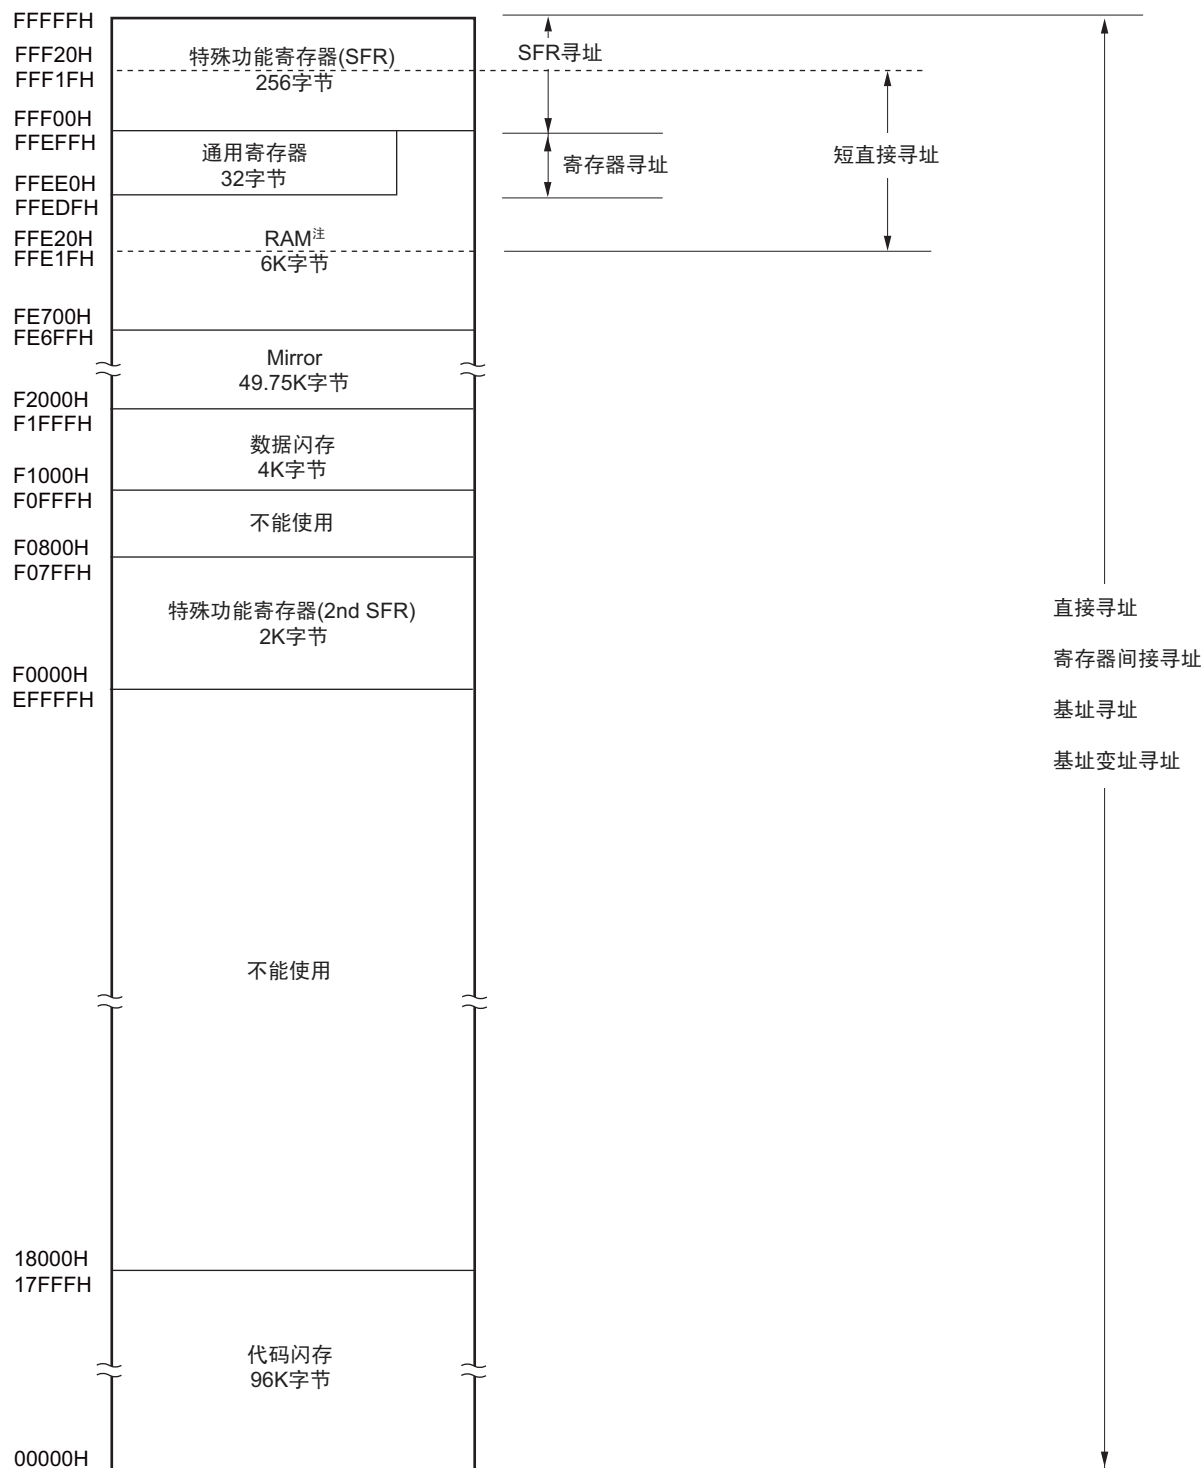 FFFFFH
FFF20H
FFF1FH
特殊功能寄存器(SFR)
256字节
SFR寻址
FFF00H
FFEFFH
通用寄存器
32字节
寄存器寻址
短直接寻址
FFEE0H
FFEDFH
FFE20H
FFE1FH
RAM注
6K字节
FE700H
FE6FFH
Mirror
49.75K字节
F2000H
F1FFFH
数据闪存
4K字节
F1000H
F0FFFH
不能使用
F0800H
F07FFH
特殊功能寄存器(2nd SFR)
2K字节
直接寻址
寄存器间接寻址
基址寻址
基址变址寻址
F0000H
EFFFFH
不能使用
18000H
17FFFH
代码闪存
96K字节
00000H